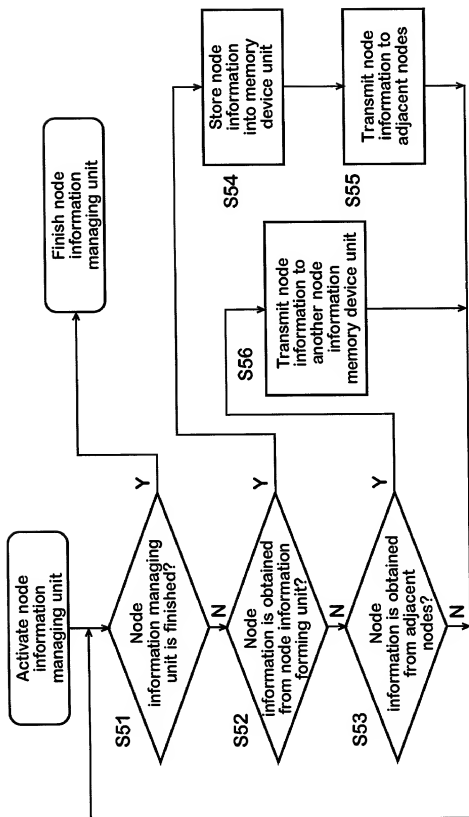 Activate node
information
managing unit
Finish node
information
managing unit
S51
Node
information managing
unit is finished?
Y
N
S52
Node
information is obtained
from node information
forming unit?
Y
N
S53
Node
information is obtained
from adjacent
nodes?
Y
N
S54
Store node
information
into memory
device unit
S55
Transmit node
information to
adjacent nodes
S56
Transmit node
information to
another node
information
memory device unit